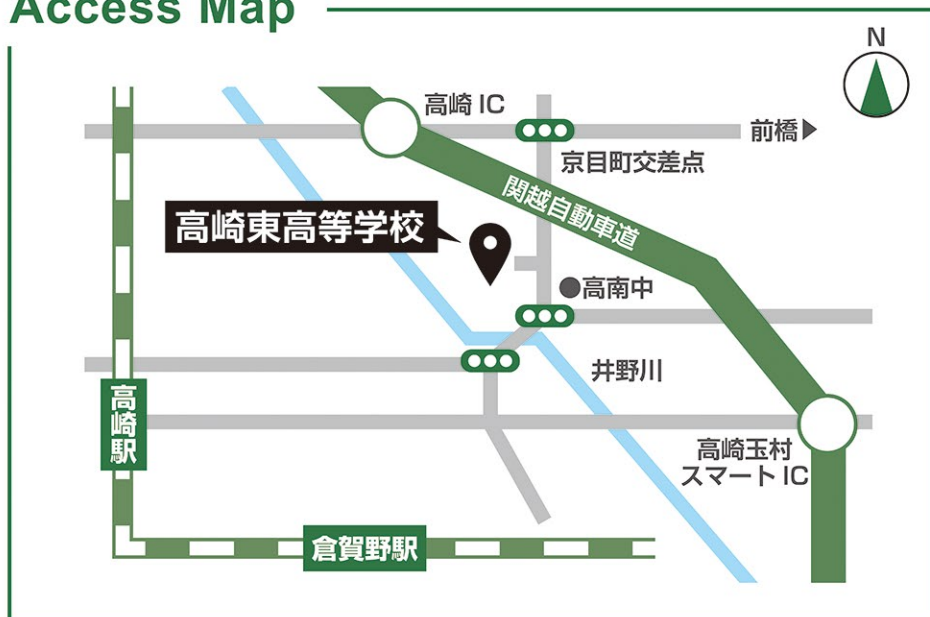 Access Map
N
高崎 IC
前橋▶
京目町交差点
関越自動車道
高崎東高等学校
●高南中
井野川
高崎駅
高崎玉村
スマート IC
倉賀野駅